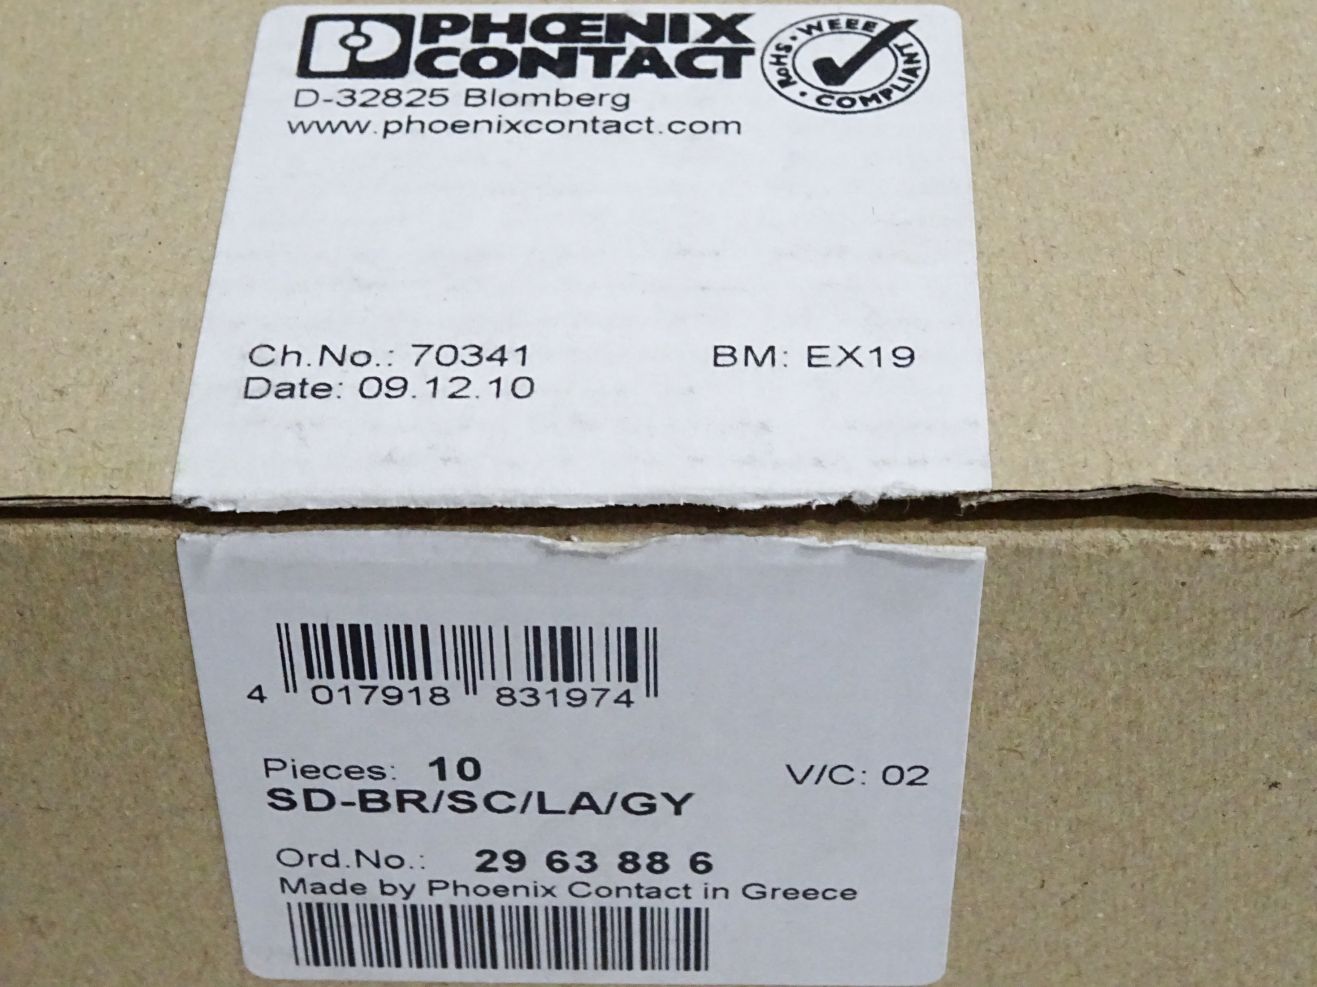 PHŒNIX
CONTACT
RoHS · WEEE · COMPLIANT
D-32825 Blomberg
www.phoenixcontact.com
Ch.No.: 70341 BM: EX19
Date: 09.12.10
4 017918 831974
Pieces: 10 V/C: 02
SD-BR/SC/LA/GY
Ord.No.: 29 63 88 6
Made by Phoenix Contact in Greece